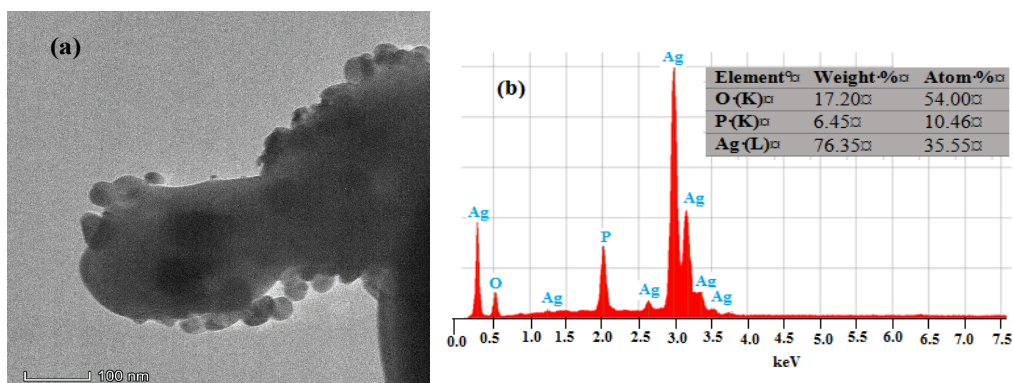 (a)
100 nm
(b)
Element°¤ Weight·%¤ Atom·%¤
O·(K)¤ 17.20¤ 54.00¤
P·(K)¤ 6.45¤ 10.46¤
Ag·(L)¤ 76.35¤ 35.55¤
Ag
Ag
O
Ag
P
Ag
Ag
Ag
Ag
0.0 0.5 1.0 1.5 2.0 2.5 3.0 3.5 4.0 4.5 5.0 5.5 6.0 6.5 7.0 7.5
keV